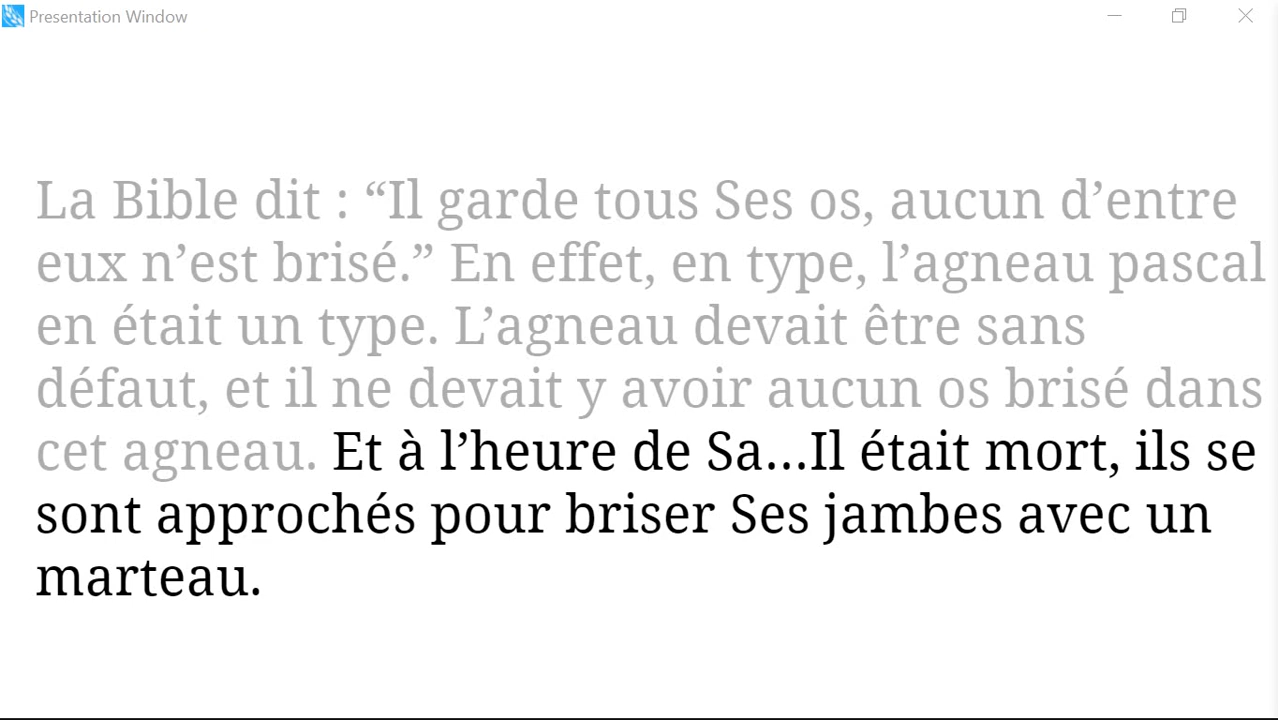 Presentation Window
La Bible dit : “Il garde tous Ses os, aucun d’entre
eux n’est brisé.” En effet, en type, l’agneau pascal
en était un type. L’agneau devait être sans
défaut, et il ne devait y avoir aucun os brisé dans
cet agneau. Et à l’heure de Sa...Il était mort, ils se
sont approchés pour briser Ses jambes avec un
marteau.